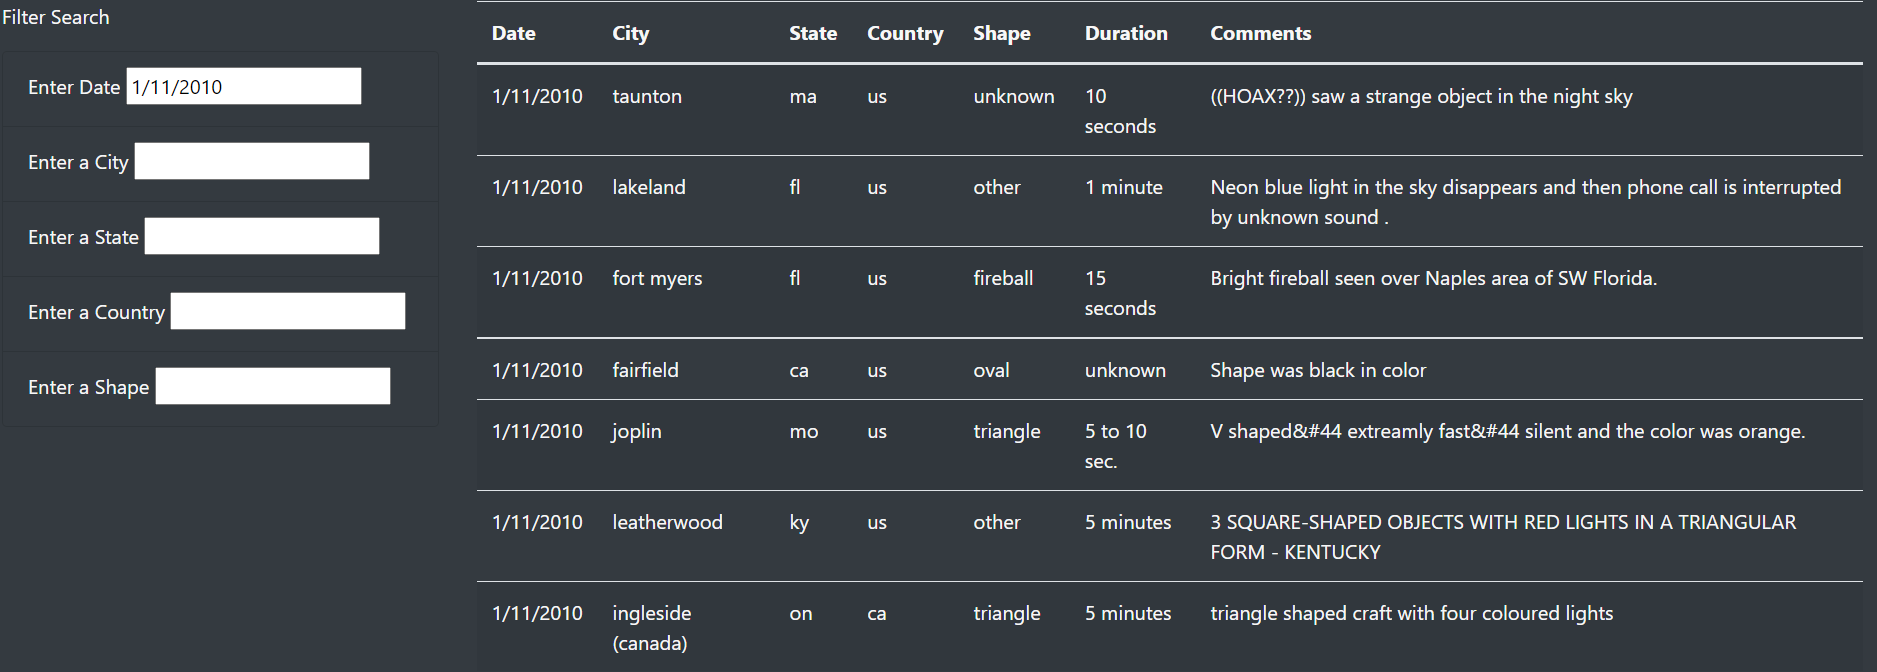 Filter Search
Enter Date 1/11/2010
Enter a City
Enter a State
Enter a Country
Enter a Shape
Date City State Country Shape Duration Comments
1/11/2010 taunton ma us unknown 10 ((HOAX??)) saw a strange object in the night sky
seconds
1/11/2010 lakeland fl us other 1 minute Neon blue light in the sky disappears and then phone call is interrupted
by unknown sound .
1/11/2010 fort myers fl us fireball 15 Bright fireball seen over Naples area of SW Florida.
seconds
1/11/2010 fairfield ca us oval unknown Shape was black in color
1/11/2010 joplin mo us triangle 5 to 10 V shaped&#44 extreamly fast&#44 silent and the color was orange.
sec.
1/11/2010 leatherwood ky us other 5 minutes 3 SQUARE-SHAPED OBJECTS WITH RED LIGHTS IN A TRIANGULAR
FORM - KENTUCKY
1/11/2010 ingleside on ca triangle 5 minutes triangle shaped craft with four coloured lights
(canada)